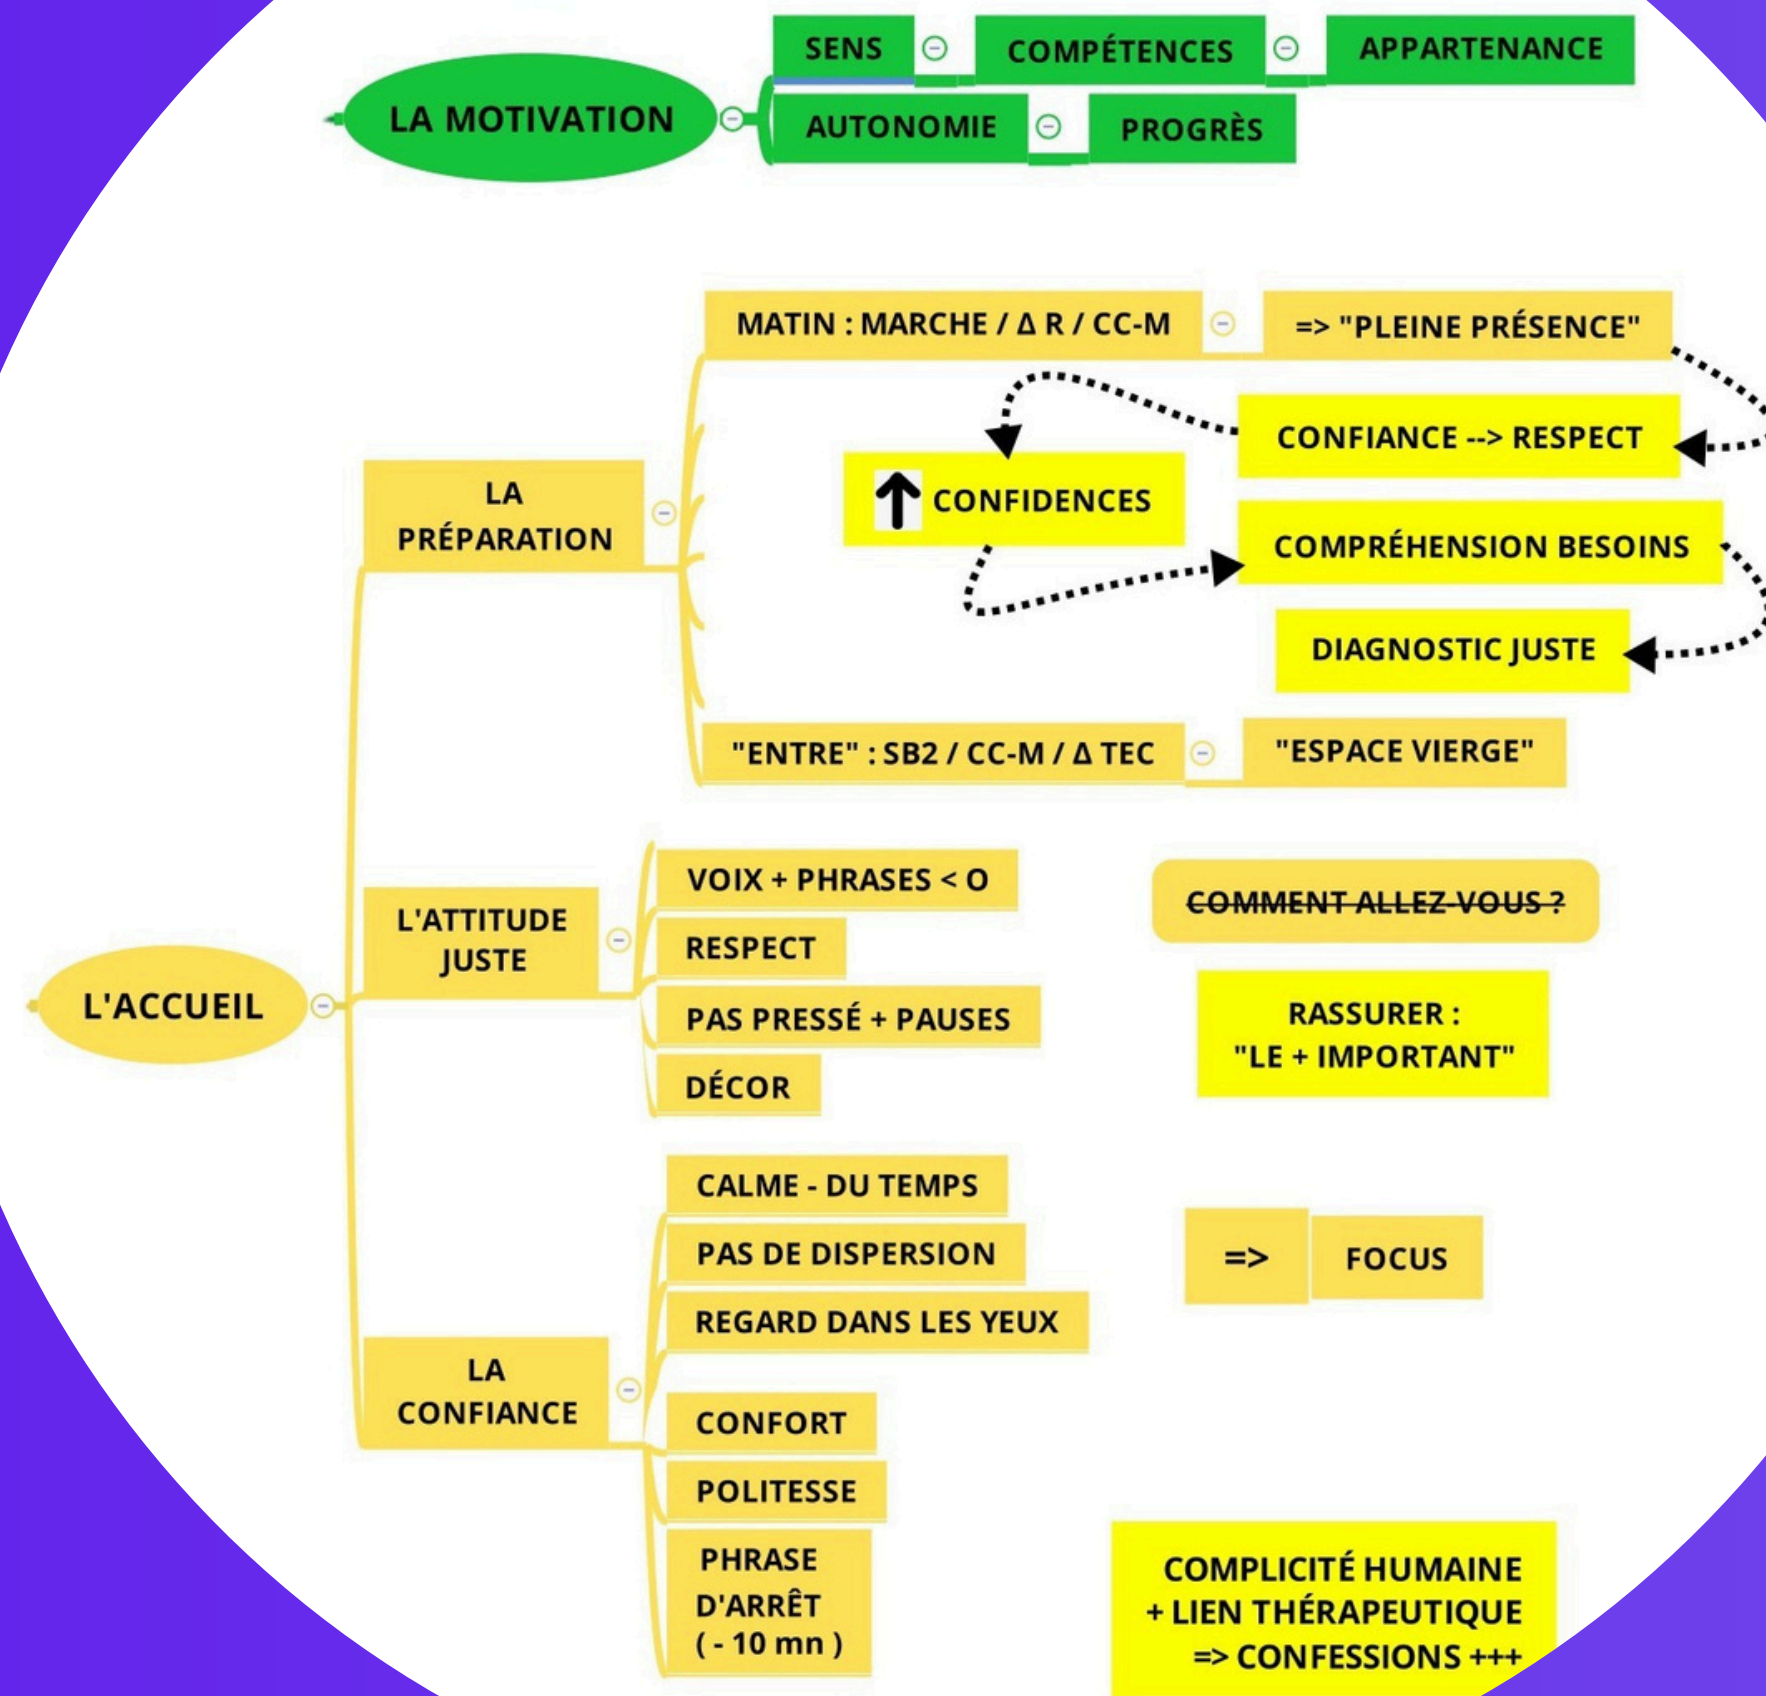 LA MOTIVATION
SENS
COMPÉTENCES
APPARTENANCE
AUTONOMIE
PROGRÈS
L'ACCUEIL
LA
PRÉPARATION
MATIN : MARCHE / Δ R / CC-M
=> "PLEINE PRÉSENCE"
CONFIANCE --> RESPECT
↑ CONFIDENCES
COMPRÉHENSION BESOINS
DIAGNOSTIC JUSTE
"ENTRE" : SB2 / CC-M / Δ TEC
"ESPACE VIERGE"
L'ATTITUDE
JUSTE
VOIX + PHRASES < O
RESPECT
PAS PRESSÉ + PAUSES
DÉCOR
COMMENT ALLEZ-VOUS ?
RASSURER :
"LE + IMPORTANT"
LA
CONFIANCE
CALME - DU TEMPS
PAS DE DISPERSION
REGARD DANS LES YEUX
CONFORT
POLITESSE
PHRASE
D'ARRÊT
( - 10 mn )
=>
FOCUS
COMPLICITÉ HUMAINE
+ LIEN THÉRAPEUTIQUE
=> CONFESSIONS +++